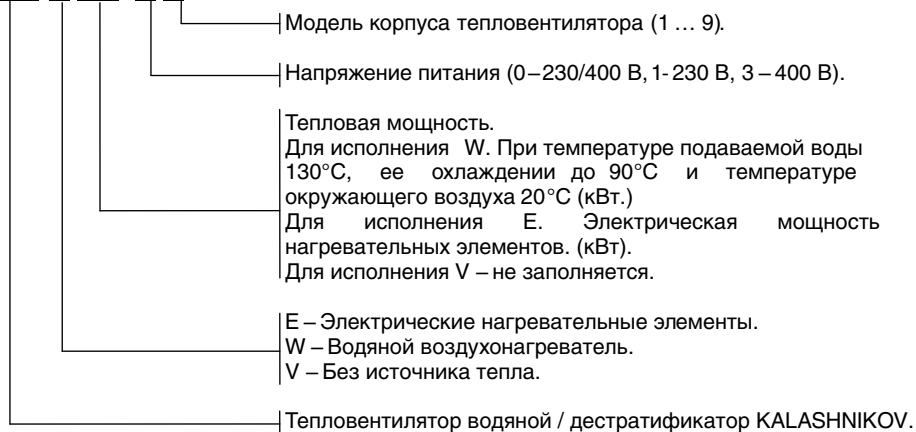 Модель корпуса тепловентилятора (1 … 9).
Напряжение питания (0–230/400 В, 1- 230 В, 3 – 400 В).
Тепловая мощность.
Для исполнения W. При температуре подаваемой воды
130°С, ее охлаждении до 90°С и температуре
окружающего воздуха 20°С (кВт.)
Для исполнения Е. Электрическая мощность
нагревательных элементов. (кВт).
Для исполнения V – не заполняется.
E – Электрические нагревательные элементы.
W – Водяной воздухонагреватель.
V – Без источника тепла.
Тепловентилятор водяной / дестратификатор KALASHNIKOV.